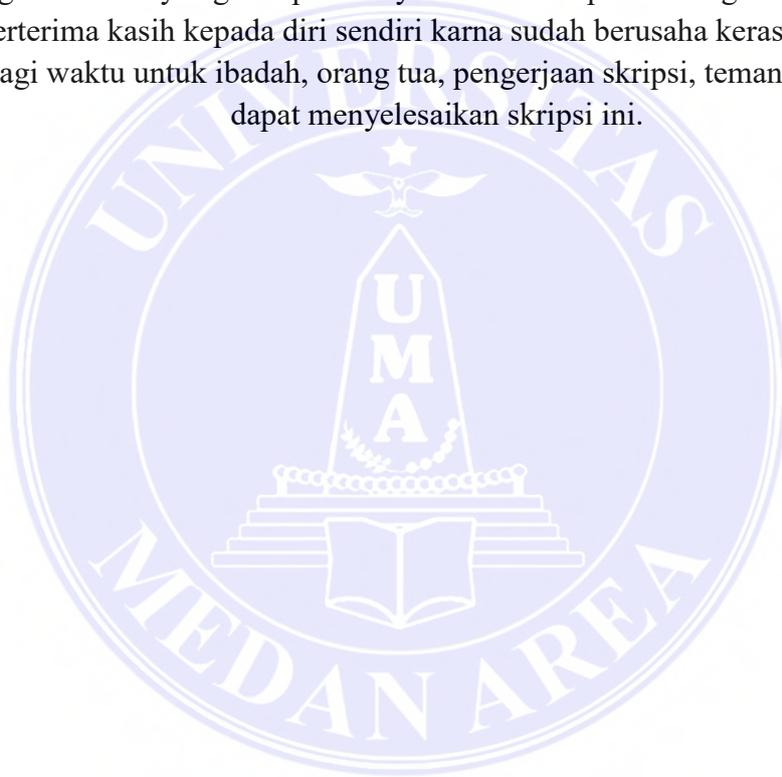 erterima kasih kepada diri sendiri karna sudah berusaha keras
agi waktu untuk ibadah, orang tua, pengerjaan skripsi, teman
dapat menyelesaikan skripsi ini.
UNIVERSITAS
U
M
A
MEDAN AREA